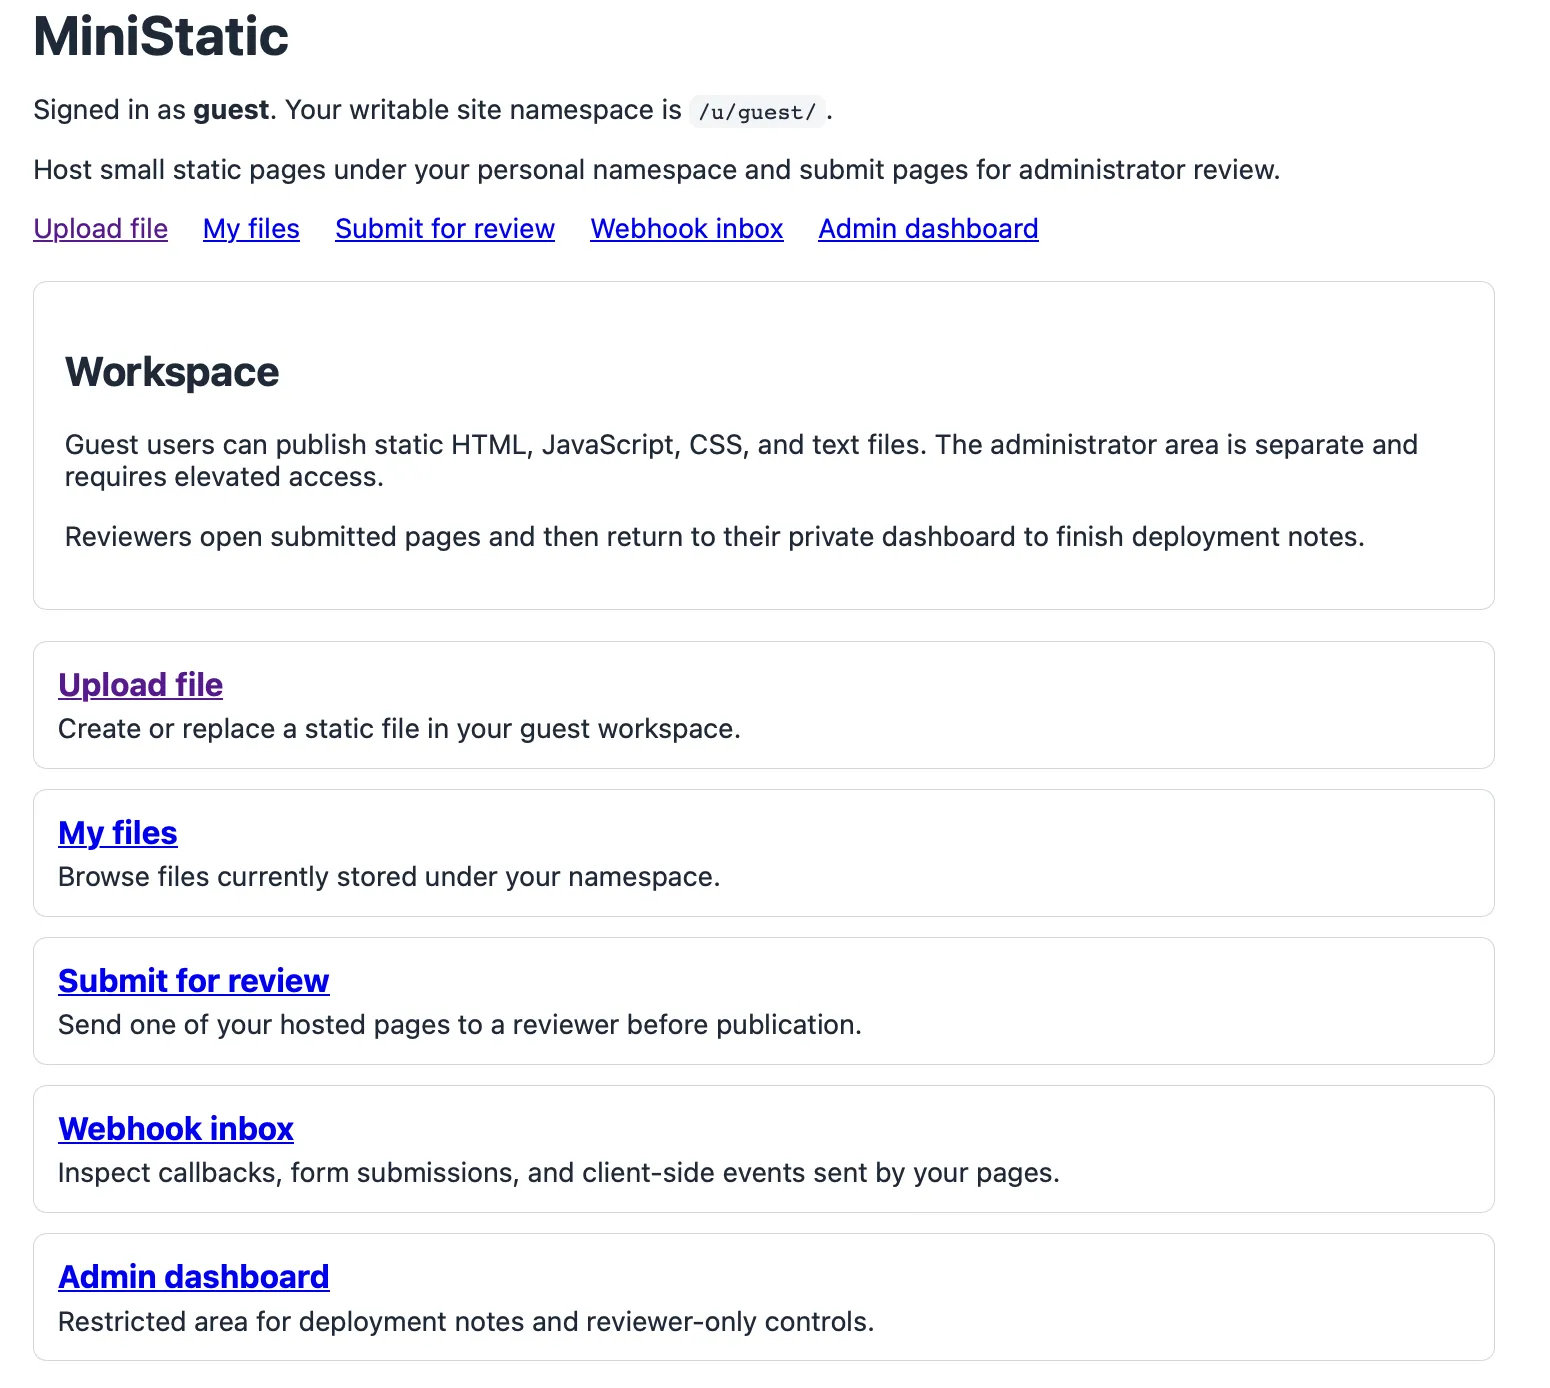 MiniStatic
Signed in as guest. Your writable site namespace is /u/guest/.
Host small static pages under your personal namespace and submit pages for administrator review.
Upload file My files Submit for review Webhook inbox Admin dashboard
Workspace
Guest users can publish static HTML, JavaScript, CSS, and text files. The administrator area is separate and
requires elevated access.
Reviewers open submitted pages and then return to their private dashboard to finish deployment notes.
Upload file
Create or replace a static file in your guest workspace.
My files
Browse files currently stored under your namespace.
Submit for review
Send one of your hosted pages to a reviewer before publication.
Webhook inbox
Inspect callbacks, form submissions, and client-side events sent by your pages.
Admin dashboard
Restricted area for deployment notes and reviewer-only controls.